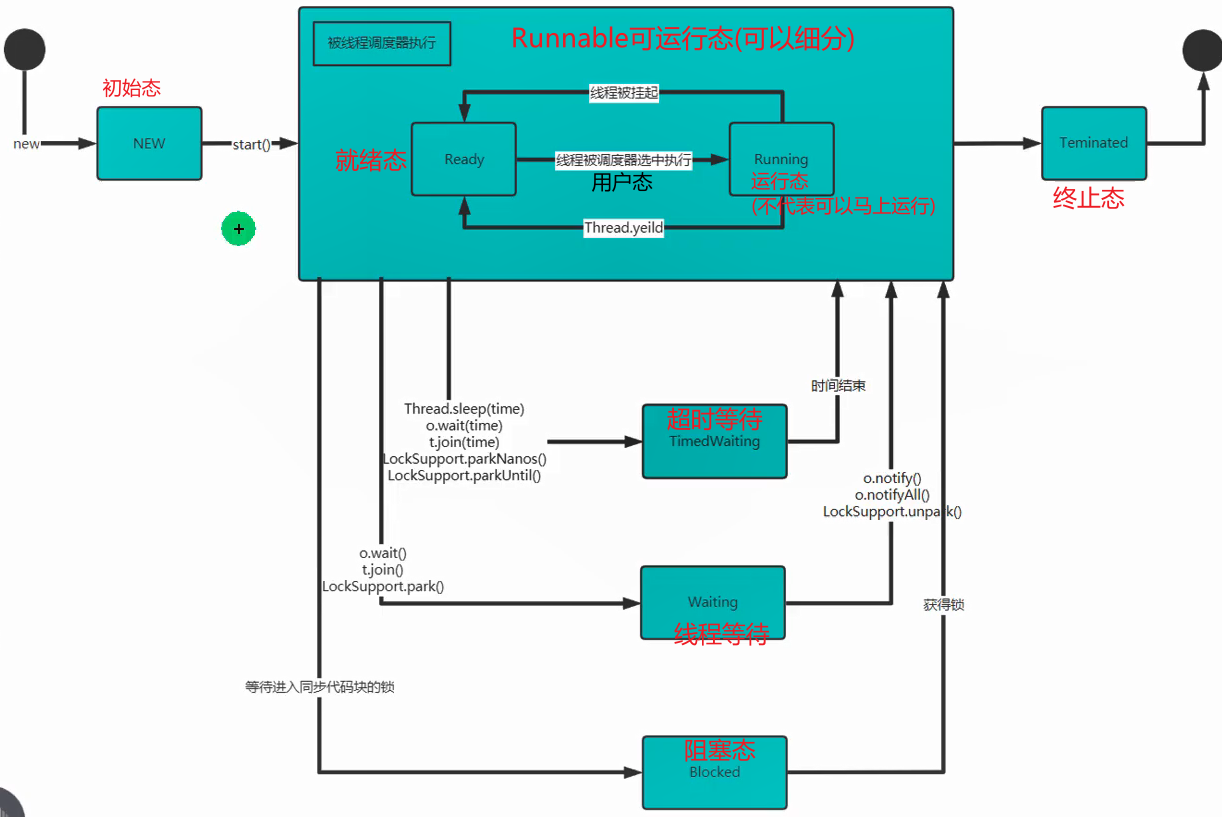 被线程调度器执行
Runnable可运行态(可以细分)
初始态
new
NEW
start()
线程被挂起
就绪态
Ready
线程被调度器选中执行
用户态
Running
运行态
(不代表可以马上运行)
Thread.yeild
Teminated
终止态
Thread.sleep(time)
o.wait(time)
t.join(time)
LockSupport.parkNanos()
LockSupport.parkUntil()
超时等待
TimedWaiting
时间结束
o.notify()
o.notifyAll()
LockSupport.unpark()
o.wait()
t.join()
LockSupport.park()
Waiting
线程等待
获得锁
等待进入同步代码块的锁
阻塞态
Blocked